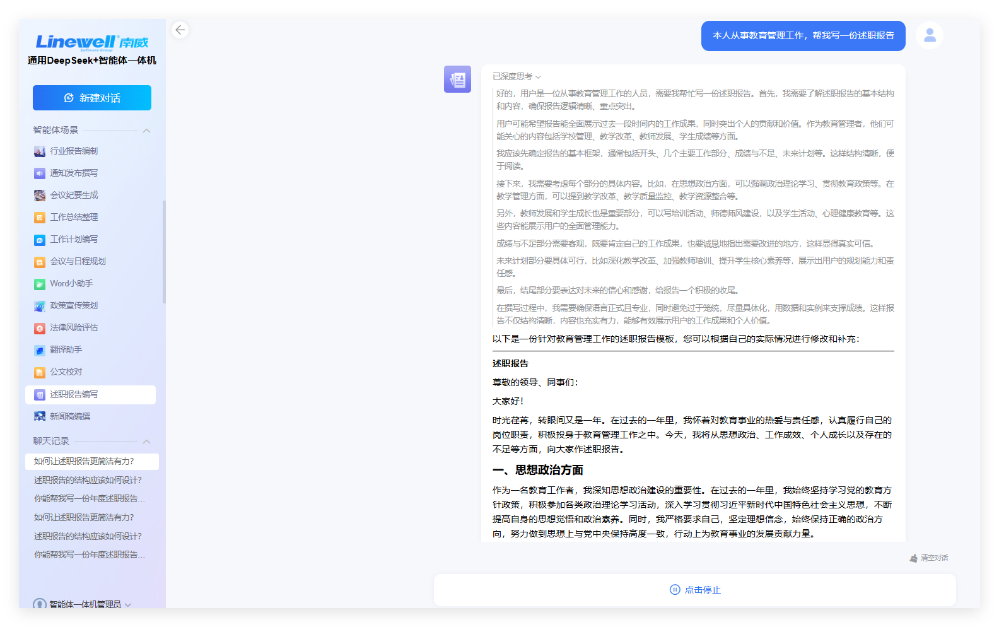 Linewell 南威
Software Group
通用DeepSeek+智能体一体机
新建对话
智能体场景
行业报告编制
通知发布撰写
会议纪要生成
工作总结整理
工作计划编写
会议与日程规划
Word小助手
政策宣传策划
法律风险评估
翻译助手
公文校对
述职报告编写
新闻稿编撰
聊天记录
如何让述职报告更简洁有力？
述职报告的结构应该如何设计？
你能帮我写一份年度述职报告...
如何让述职报告更简洁有力？
述职报告的结构应该如何设计？
你能帮我写一份年度述职报告...
智能体一体机管理员
本人从事教育管理工作，帮我写一份述职报告
已深度思考
好的，用户是一位从事教育管理工作的人员，需要我帮忙写一份述职报告。首先，我需要了解述职报告的基本结构
和内容，确保报告逻辑清晰、重点突出。
用户可能希望报告能全面展示过去一段时间内的工作成果，同时突出个人的贡献和价值。作为教育管理者，他们可
能关心的内容包括学校管理、教学改革、教师发展、学生成绩等方面。
我应该先确定报告的基本框架，通常包括开头、几个主要工作部分、成绩与不足、未来计划等。这样结构清晰，便
于阅读。
接下来，我需要考虑每个部分的具体内容。比如，在思想政治方面，可以强调政治理论学习、贯彻教育政策等。在
教学管理方面，可以提到教学改革、教学质量监控、教学资源整合等。
另外，教师发展和学生成长也是重要部分，可以写培训活动、师德师风建设，以及学生活动、心理健康教育等。这
些内容能展示用户的全面管理能力。
成绩与不足部分需要客观，既要肯定自己的工作成果，也要诚恳地指出需要改进的地方，这样显得真实可信。
未来计划部分要具体可行，比如深化教学改革、加强教师培训、提升学生核心素养等，展示出用户的规划能力和责
任感。
最后，结尾部分要表达对未来的信心和感谢，给报告一个积极的收尾。
在撰写过程中，我需要确保语言正式且专业，同时避免过于笼统，尽量具体化，用数据和实例来支撑成绩。这样报
告不仅结构清晰，内容也充实有力，能够有效展示用户的工作成果和个人价值。
以下是一份针对教育管理工作的述职报告模板，您可以根据自己的实际情况进行修改和补充：
述职报告
尊敬的领导、同事们：
大家好！
时光荏苒，转眼间又是一年。在过去的一年里，我怀着对教育事业的热爱与责任感，认真履行自己的
岗位职责，积极投身于教育管理工作之中。今天，我将从思想政治、工作成效、个人成长以及存在的
不足等方面，向大家作述职报告。
一、思想政治方面
作为一名教育工作者，我深知思想政治建设的重要性。在过去的一年里，我始终坚持学习党的教育方
针政策，积极参加各类政治理论学习活动，深入学习贯彻习近平新时代中国特色社会主义思想，不断
提高自身的思想觉悟和政治素养。同时，我严格要求自己，坚定理想信念，始终保持正确的政治方
向，努力做到思想上与党中央保持高度一致，行动上为教育事业的发展贡献力量。
清空对话
点击停止